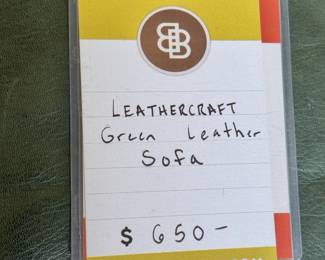 LEATHERCRAFT
Green Leather
Sofa
$ 650-